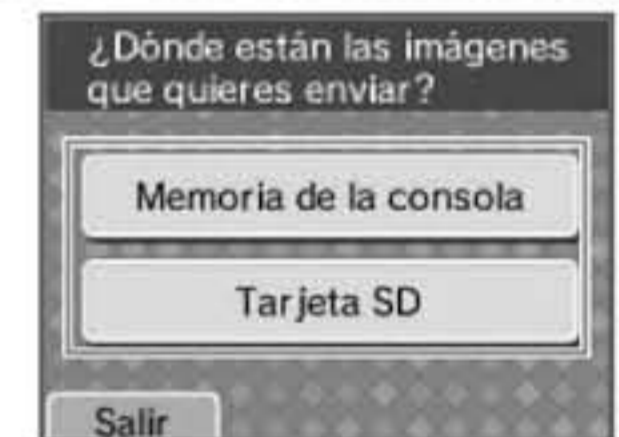 ¿Dónde están las imágenes
que quieres enviar?
Memoria de la consola
Tarjeta SD
Salir